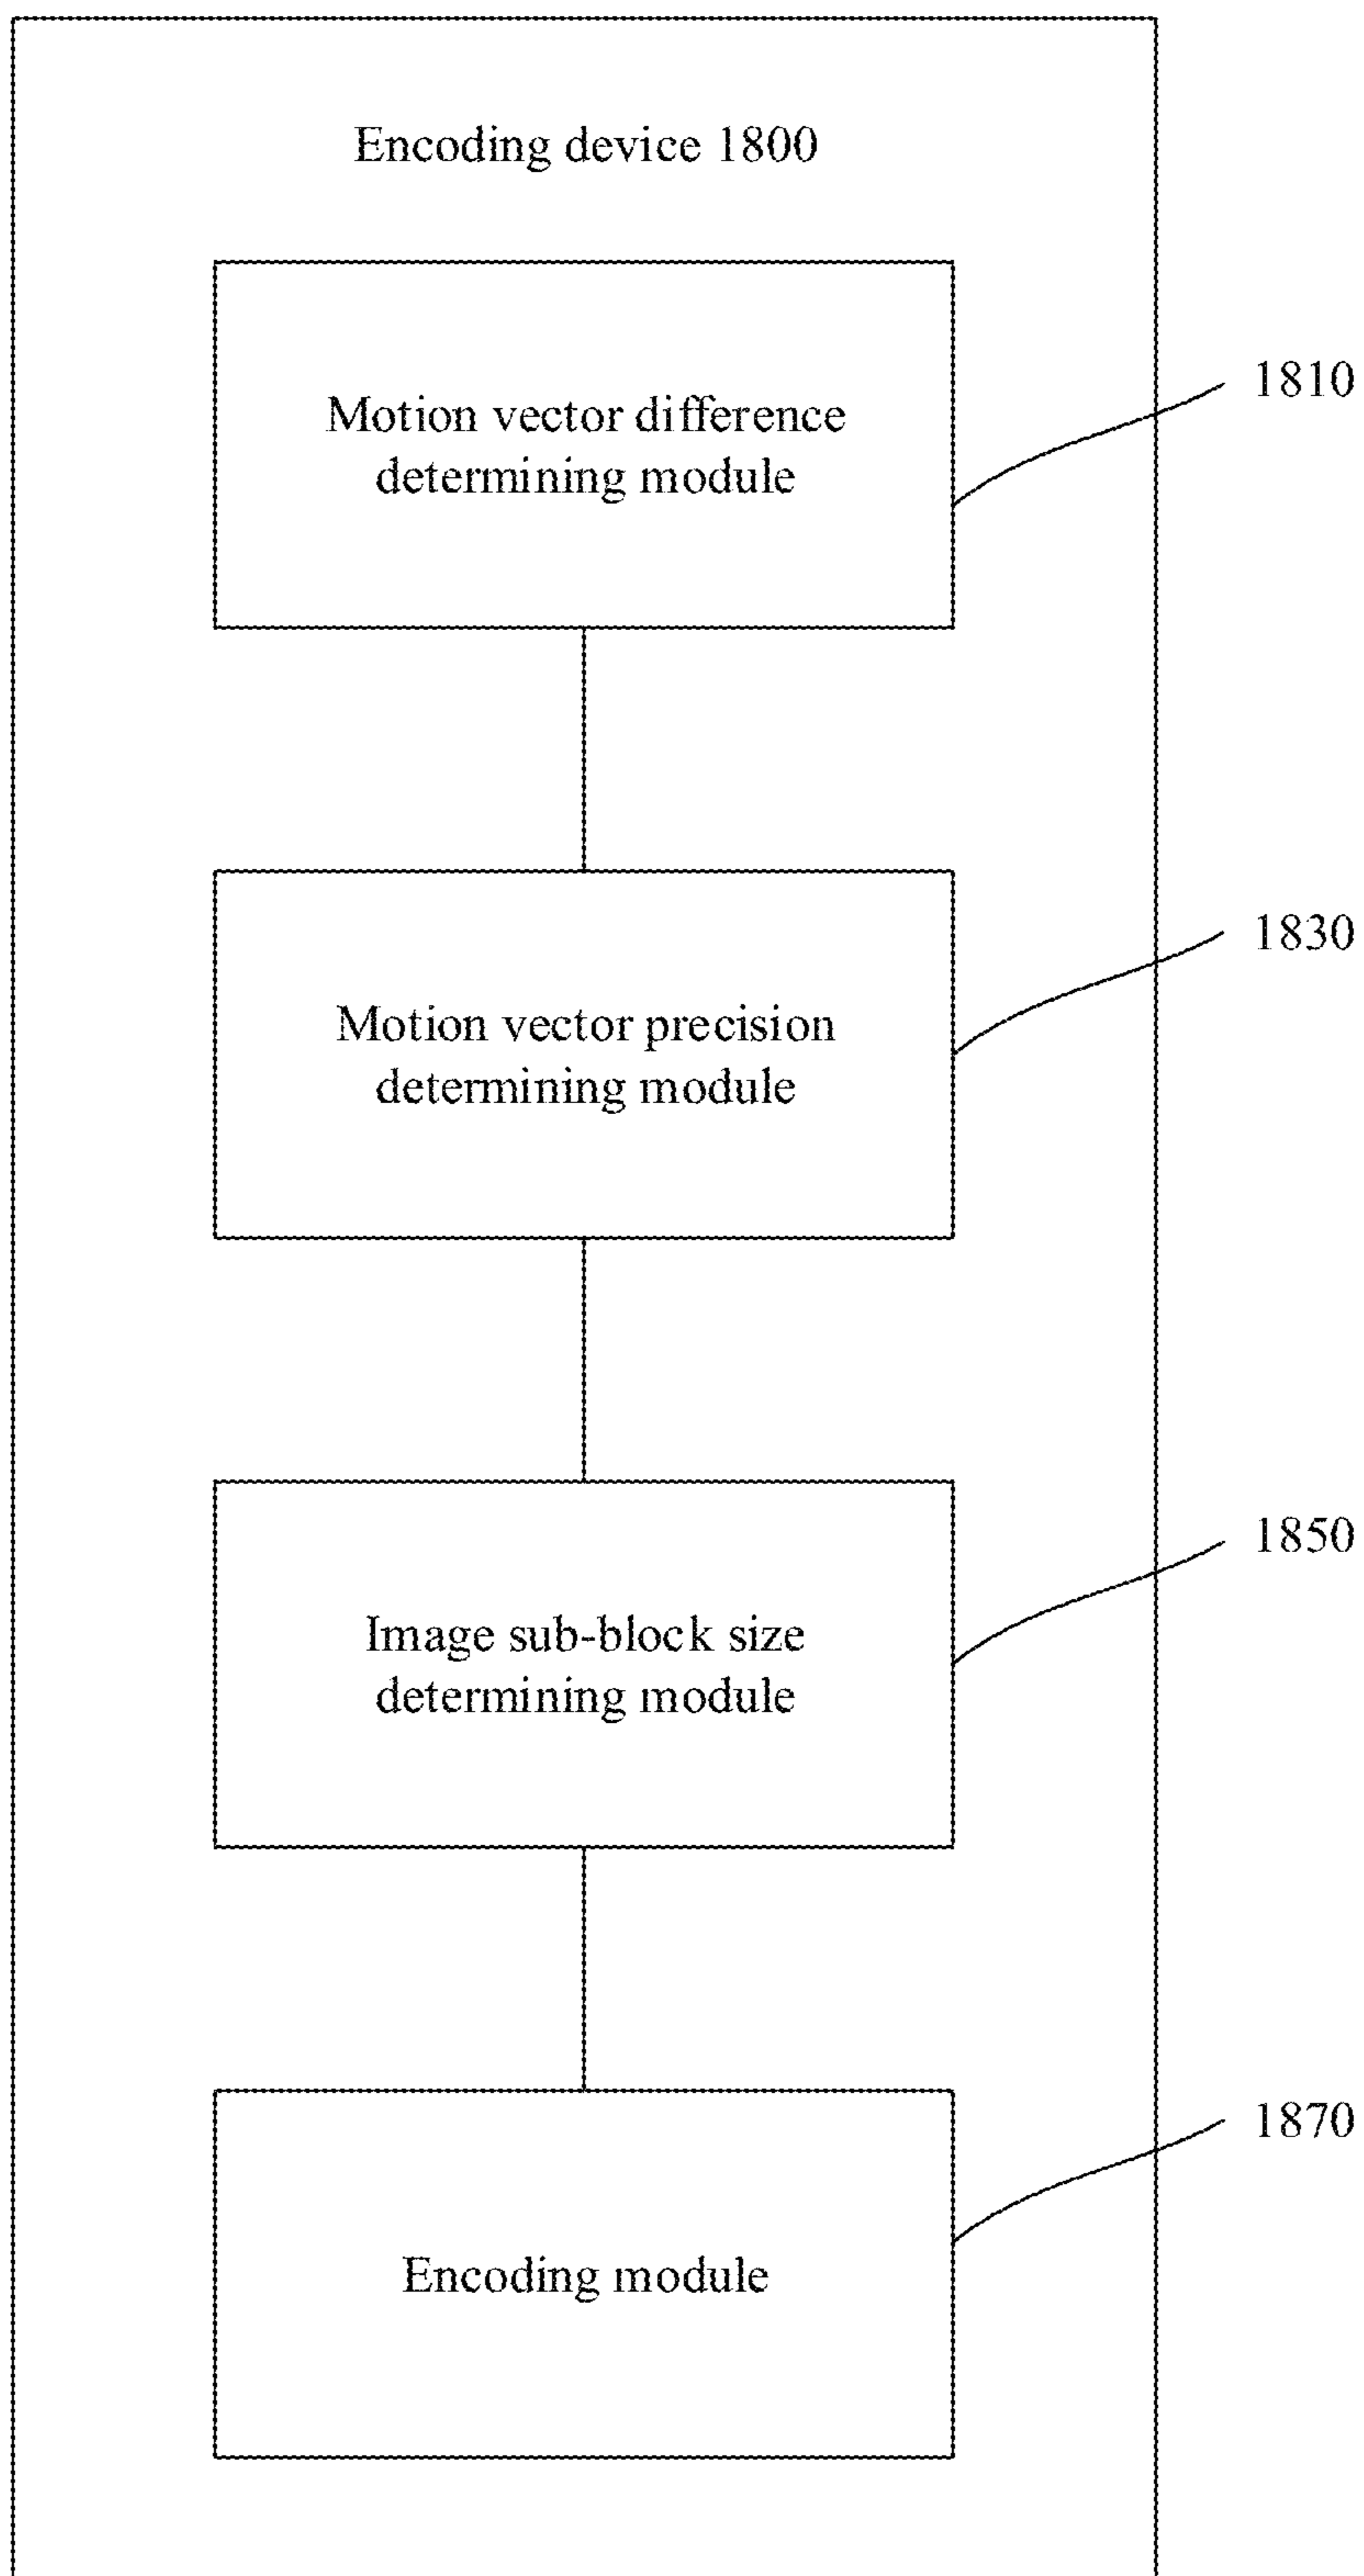 Encoding device 1800
Motion vector difference
determining module
1810
Motion vector precision
determining module
1830
Image sub-block size
determining module
1850
Encoding module
1870